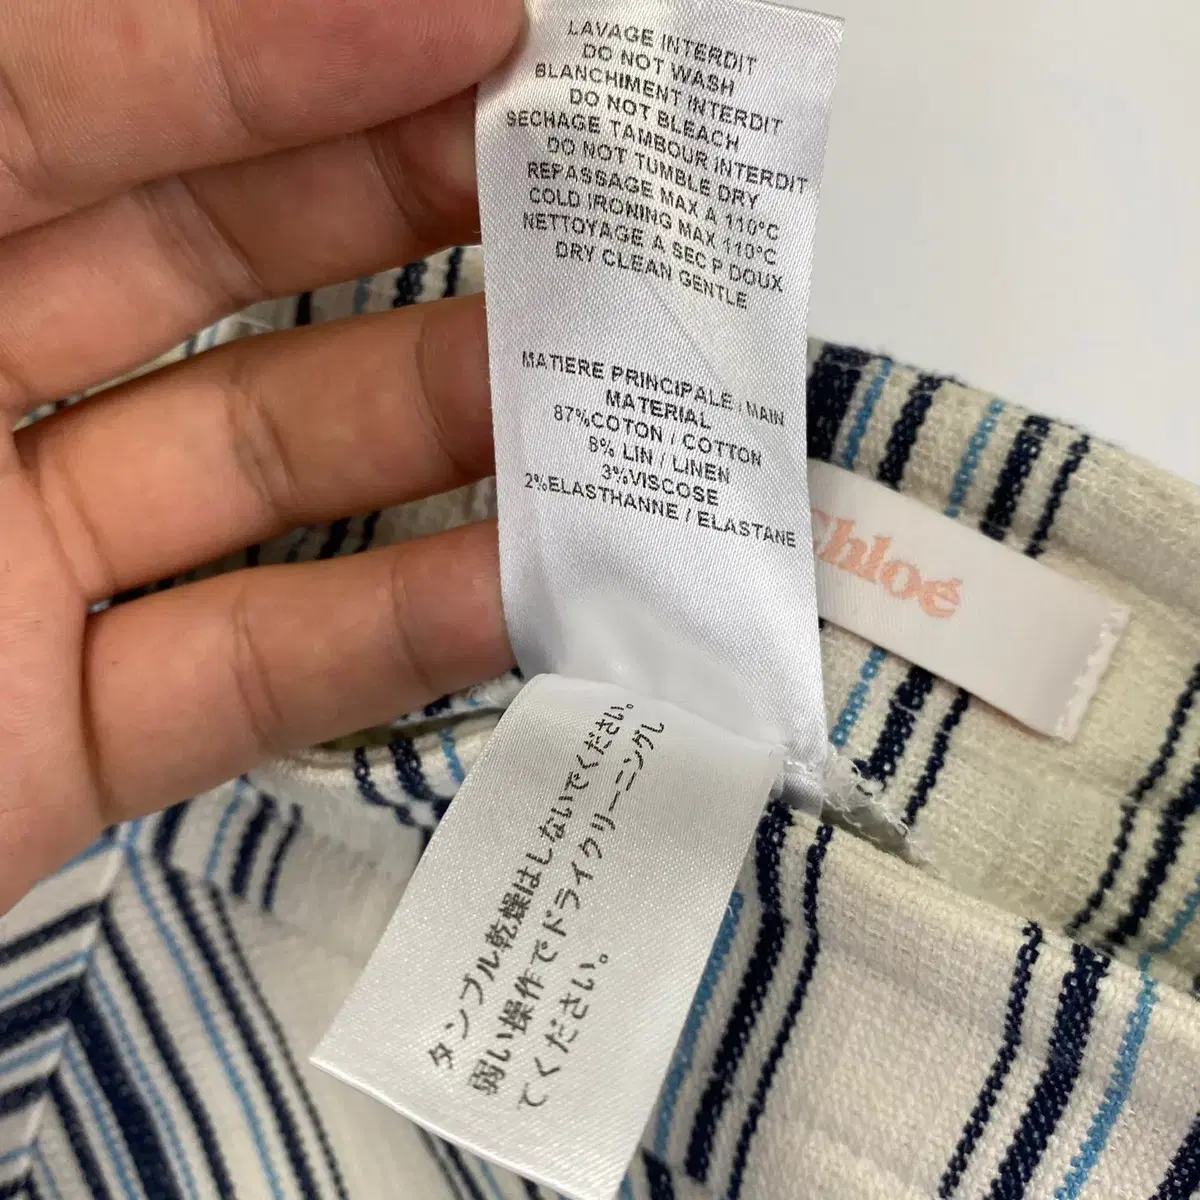 LAVAGE INTERDIT
DO NOT WASH
BLANCHIMENT INTERDIT
DO NOT BLEACH
SECHAGE TAMBOUR INTERDIT
DO NOT TUMBLE DRY
REPASSAGE MAX A 110°C
COLD IRONING MAX 110°C
NETTOYAGE A SEC P DOUX
DRY CLEAN GENTLE
MATIERE PRINCIPALE / MAIN
MATERIAL
87%COTON / COTTON
8% LIN / LINEN
3%VISCOSE
2%ELASTHANNE / ELASTANE
Chloé
タンブル乾燥はしないでください。
弱い操作でドライクリーニングし
てください。